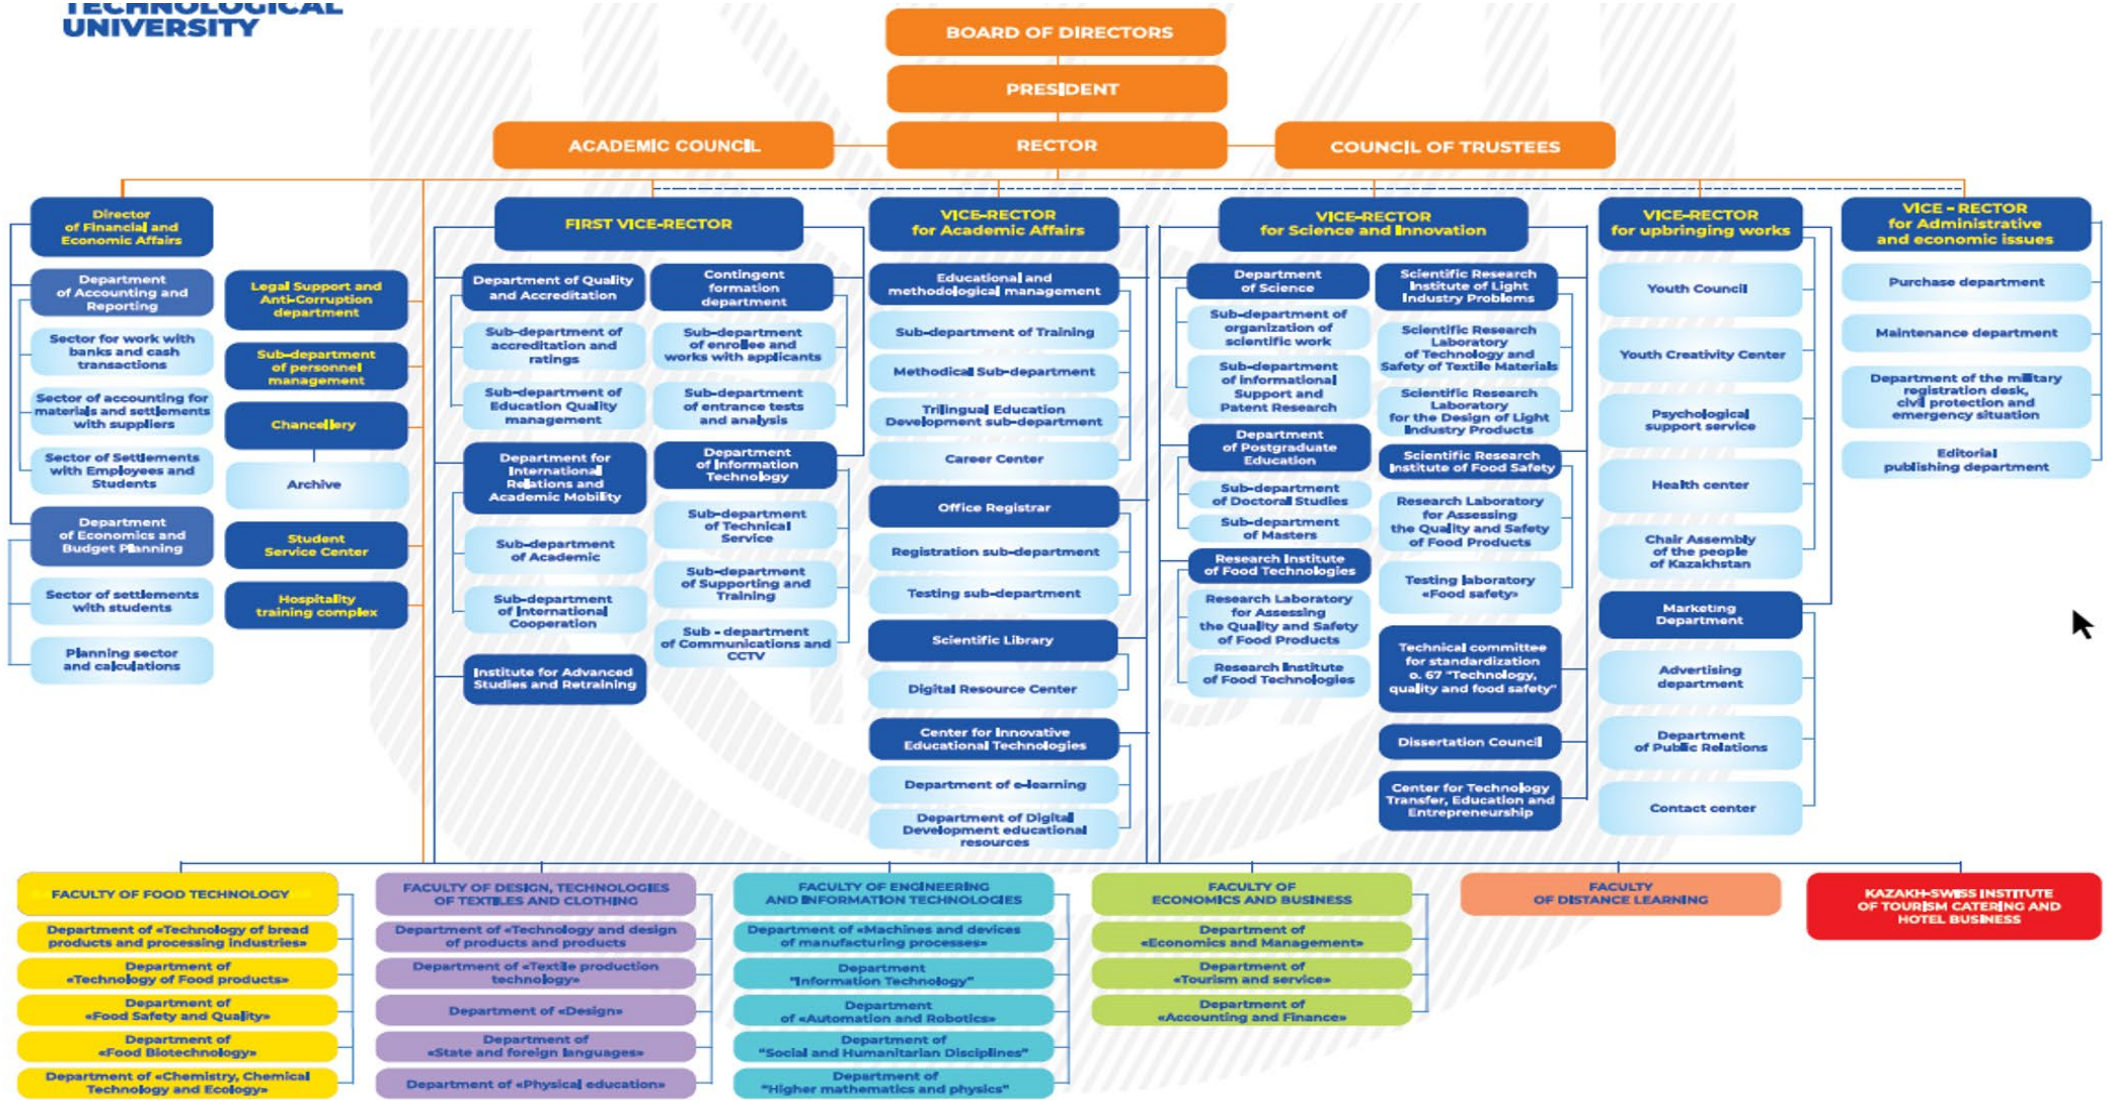 TECHNOLOGICAL
UNIVERSITY
BOARD OF DIRECTORS
PRESIDENT
ACADEMIC COUNCIL
RECTOR
COUNCIL OF TRUSTEES
Director
of Financial and
Economic Affairs
Department
of Accounting and
Reporting
Sector for work with
banks and cash
transactions
Sector of accounting for
materials and settlements
with suppliers
Sector of Settlements
with Employees and
Students
Department
of Economics and
Budget Planning
Sector of settlements
with students
Planning sector
and calculations
Legal Support and
Anti-Corruption
department
Sub-department
of personnel
management
Chancellery
Archive
Student
Service Center
Hospitality
training complex
FIRST VICE-RECTOR
Department of Quality
and Accreditation
Sub-department of
accreditation and
ratings
Sub-department of
Education Quality
management
Department for
International
Relations and
Academic Mobility
Sub-department
of Academic
Sub-department
of International
Cooperation
Institute for Advanced
Studies and Retraining
Contingent
formation
department
Sub-department
of enrollee and
works with applicants
Sub-department
of entrance tests
and analysis
Department
of Information
Technology
Sub-department
of Technical
Service
Sub-department
of Supporting and
Training
Sub - department
of Communications and
CCTV
VICE-RECTOR
for Academic Affairs
Educational and
methodological management
Sub-department of Training
Methodical Sub-department
Trilingual Education
Development sub-department
Career Center
Office Registrar
Registration sub-department
Testing sub-department
Scientific Library
Digital Resource Center
Center for Innovative
Educational Technologies
Department of e-learning
Department of Digital
Development educational
resources
VICE-RECTOR
for Science and Innovation
Department
of Science
Sub-department of
organization of
scientific work
Sub-department
of Informational
Support and
Patent Research
Department
of Postgraduate
Education
Sub-department
of Doctoral Studies
Sub-department
of Masters
Research Institute
of Food Technologies
Research Laboratory
for Assessing
the Quality and Safety
of Food Products
Research Institute
of Food Technologies
Scientific Research
Institute of Light
Industry Problems
Scientific Research
Laboratory
of Technology and
Safety of Textile Materials
Scientific Research
Laboratory
for the Design of Light
Industry Products
Scientific Research
Institute of Food Safety
Research Laboratory
for Assessing
the Quality and Safety
of Food Products
Testing laboratory
«Food safety»
Technical committee
for standardization
o. 67 "Technology,
quality and food safety"
Dissertation Council
Center for Technology
Transfer, Education and
Entrepreneurship
VICE-RECTOR
for upbringing works
Youth Council
Youth Creativity Center
Psychological
support service
Health center
Chair Assembly
of the people
of Kazakhstan
Marketing
Department
Advertising
department
Department
of Public Relations
Contact center
VICE - RECTOR
for Administrative
and economic issues
Purchase department
Maintenance department
Department of the military
registration desk,
civil protection and
emergency situation
Editorial
publishing department
FACULTY OF FOOD TECHNOLOGY
Department of «Technology of bread
products and processing industries»
Department of
«Technology of Food products»
Department of
«Food Safety and Quality»
Department of
«Food Biotechnology»
Department of «Chemistry, Chemical
Technology and Ecology»
FACULTY OF DESIGN, TECHNOLOGIES
OF TEXTILES AND CLOTHING
Department of «Technology and design
of products and products
Department of «Textile production
technology»
Department of «Design»
Department of
«State and foreign languages»
Department of «Physical education»
FACULTY OF ENGINEERING
AND INFORMATION TECHNOLOGIES
Department of «Machines and devices
of manufacturing processes»
Department
"Information Technology"
Department
of «Automation and Robotics»
Department of
"Social and Humanitarian Disciplines"
Department of
"Higher mathematics and physics"
FACULTY OF
ECONOMICS AND BUSINESS
Department of
«Economics and Management»
Department of
«Tourism and service»
Department of
«Accounting and Finance»
FACULTY
OF DISTANCE LEARNING
KAZAKH-SWISS INSTITUTE
OF TOURISM CATERING AND
HOTEL BUSINESS